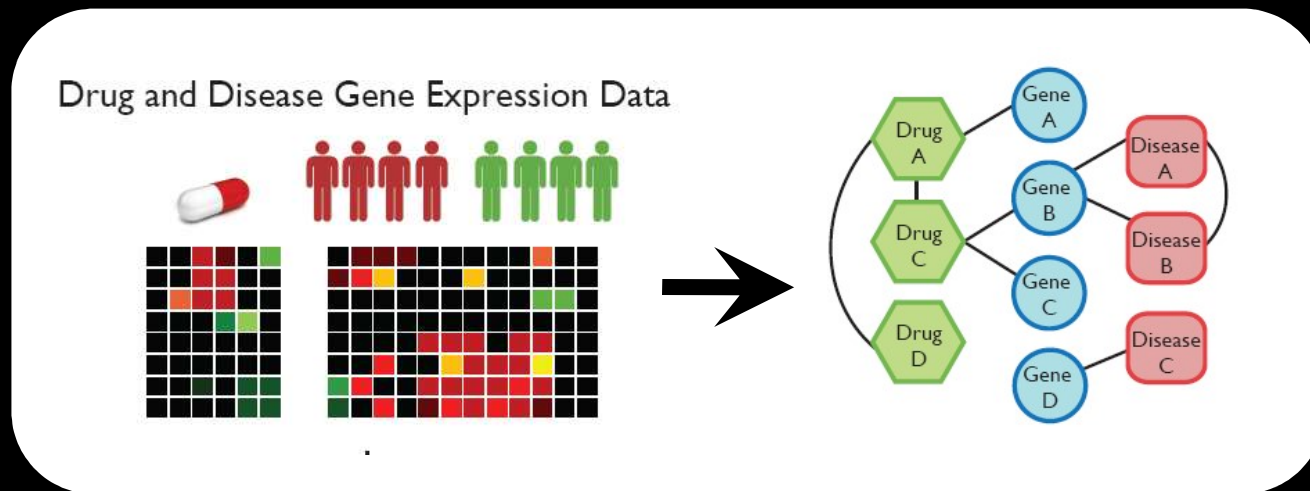 Drug and Disease Gene Expression Data
Drug
A
Drug
C
Drug
D
Gene
A
Gene
B
Gene
C
Gene
D
Disease
A
Disease
B
Disease
C